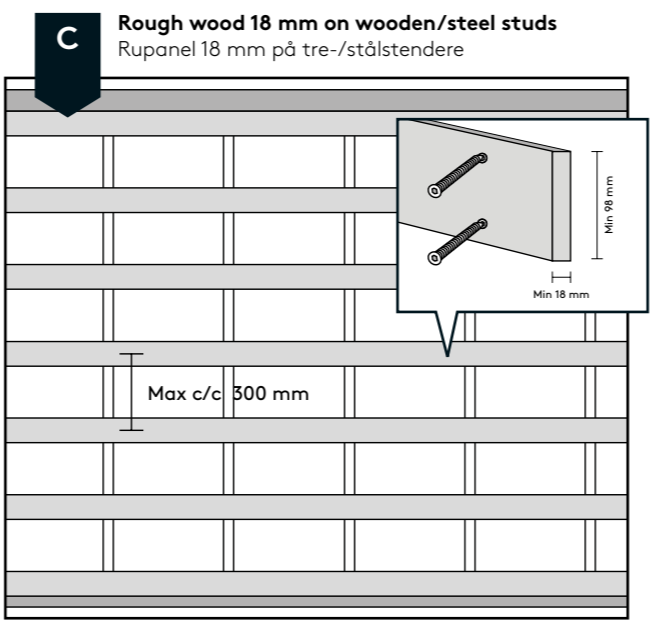 C
Rough wood 18 mm on wooden/steel studs
Rupanel 18 mm på tre-/stålstendere
Min 98 mm
Min 18 mm
Max c/c 300 mm